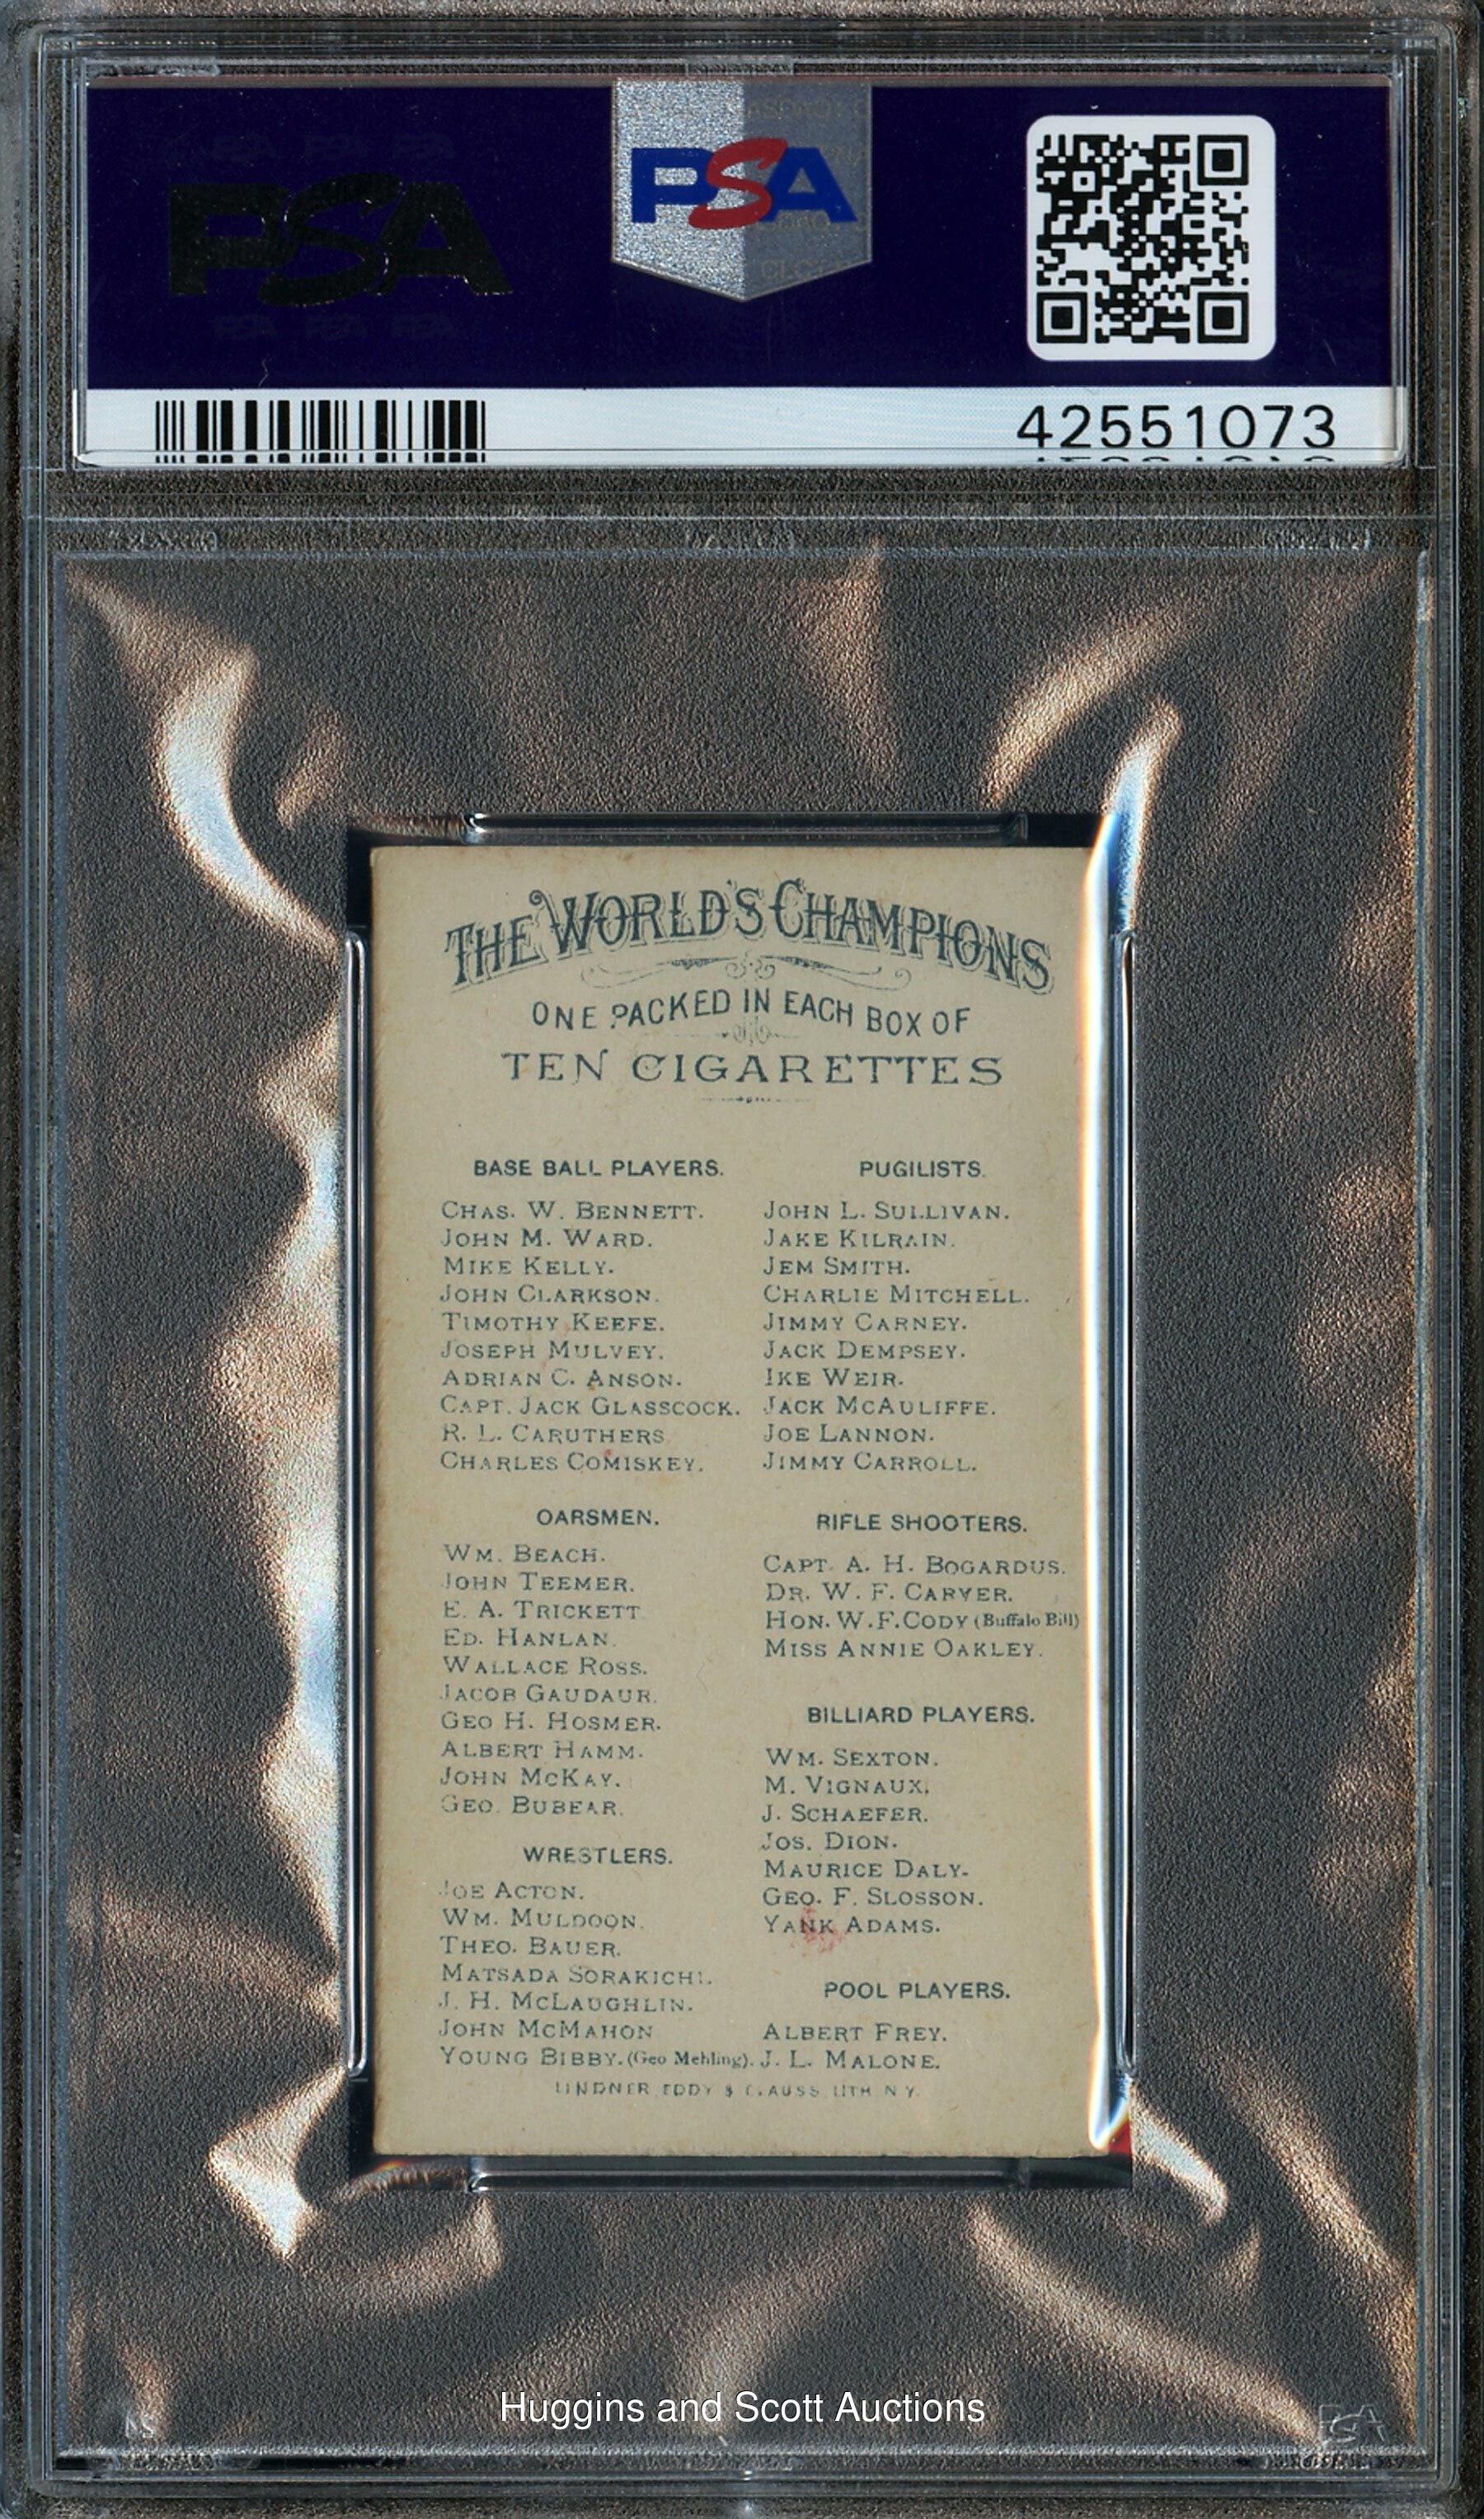 PSA
PSA
42551073
THE WORLD'S CHAMPIONS
ONE PACKED IN EACH BOX OF
TEN CIGARETTES
BASE BALL PLAYERS.
CHAS. W. BENNETT.
JOHN M. WARD.
MIKE KELLY.
JOHN CLARKSON.
TIMOTHY KEEFE.
JOSEPH MULVEY.
ADRIAN C. ANSON.
CAPT. JACK GLASSCOCK.
R. L. CARUTHERS.
CHARLES COMISKEY.
OARSMEN.
WM. BEACH.
JOHN TEEMER.
E. A. TRICKETT.
ED. HANLAN.
WALLACE ROSS.
JACOB GAUDAUR.
GEO H. HOSMER.
ALBERT HAMM.
JOHN MCKAY.
GEO. BUBEAR.
WRESTLERS.
JOE ACTON.
WM. MULDOON.
THEO. BAUER.
MATSADA SORAKICHI.
J. H. MCLAUGHLIN.
JOHN MCMAHON
YOUNG BIBBY. (Geo Mehling).
PUGILISTS.
JOHN L. SULLIVAN.
JAKE KILRAIN.
JEM SMITH.
CHARLIE MITCHELL.
JIMMY CARNEY.
JACK DEMPSEY.
IKE WEIR.
JACK MCAULIFFE.
JOE LANNON.
JIMMY CARROLL.
RIFLE SHOOTERS.
CAPT. A. H. BOGARDUS.
DR. W. F. CARVER.
HON. W. F. CODY (Buffalo Bill)
MISS ANNIE OAKLEY.
BILLIARD PLAYERS.
WM. SEXTON.
M. VIGNAUX.
J. SCHAEFER.
JOS. DION.
MAURICE DALY.
GEO. F. SLOSSON.
YANK ADAMS.
POOL PLAYERS.
ALBERT FREY.
J. L. MALONE.
LINDNER, EDDY & CLAUSS, LITH. N.Y.
Huggins and Scott Auctions
PSA